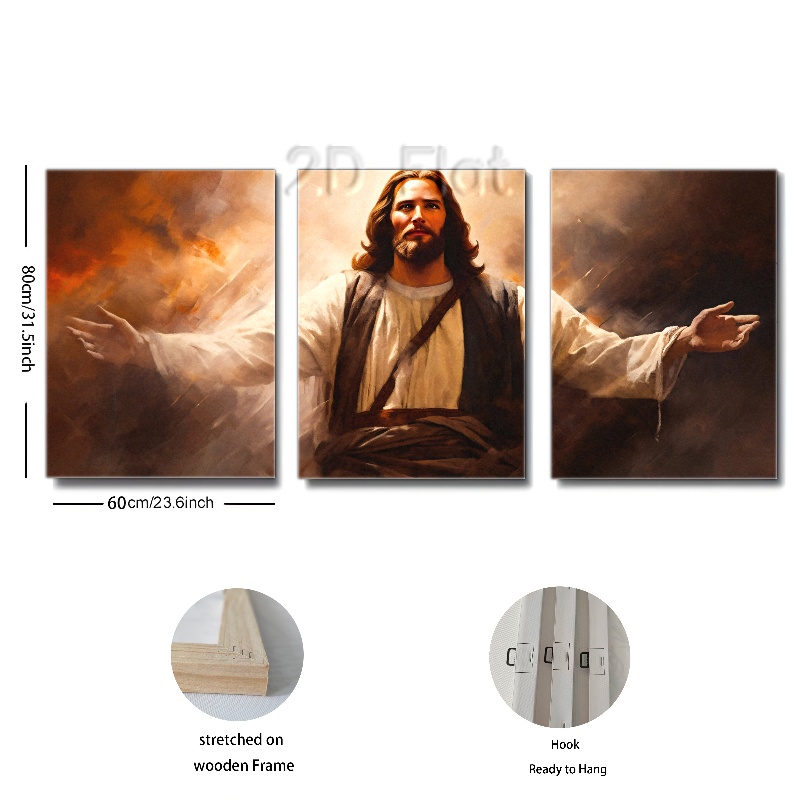 2D Flat
80cm/31.5inch
60cm/23.6inch
stretched on
wooden Frame
Hook
Ready to Hang